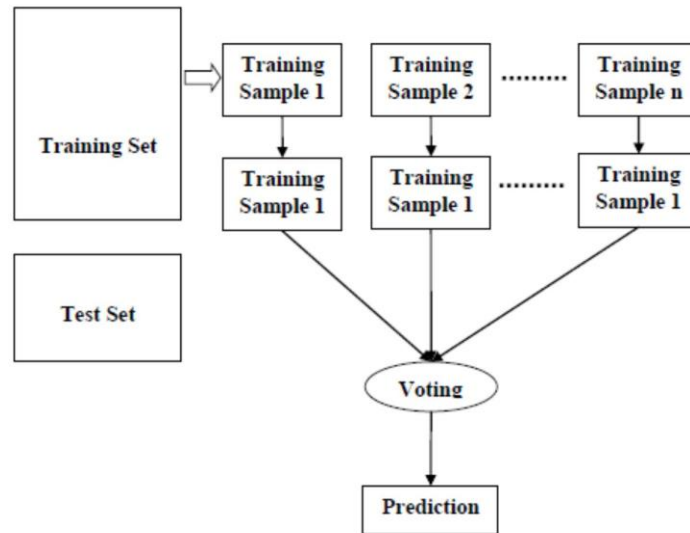 Training Set
Training
Sample 1
Training
Sample 2
.........
Training
Sample n
Training
Sample 1
Training
Sample 1
.........
Training
Sample 1
Test Set
Voting
Prediction